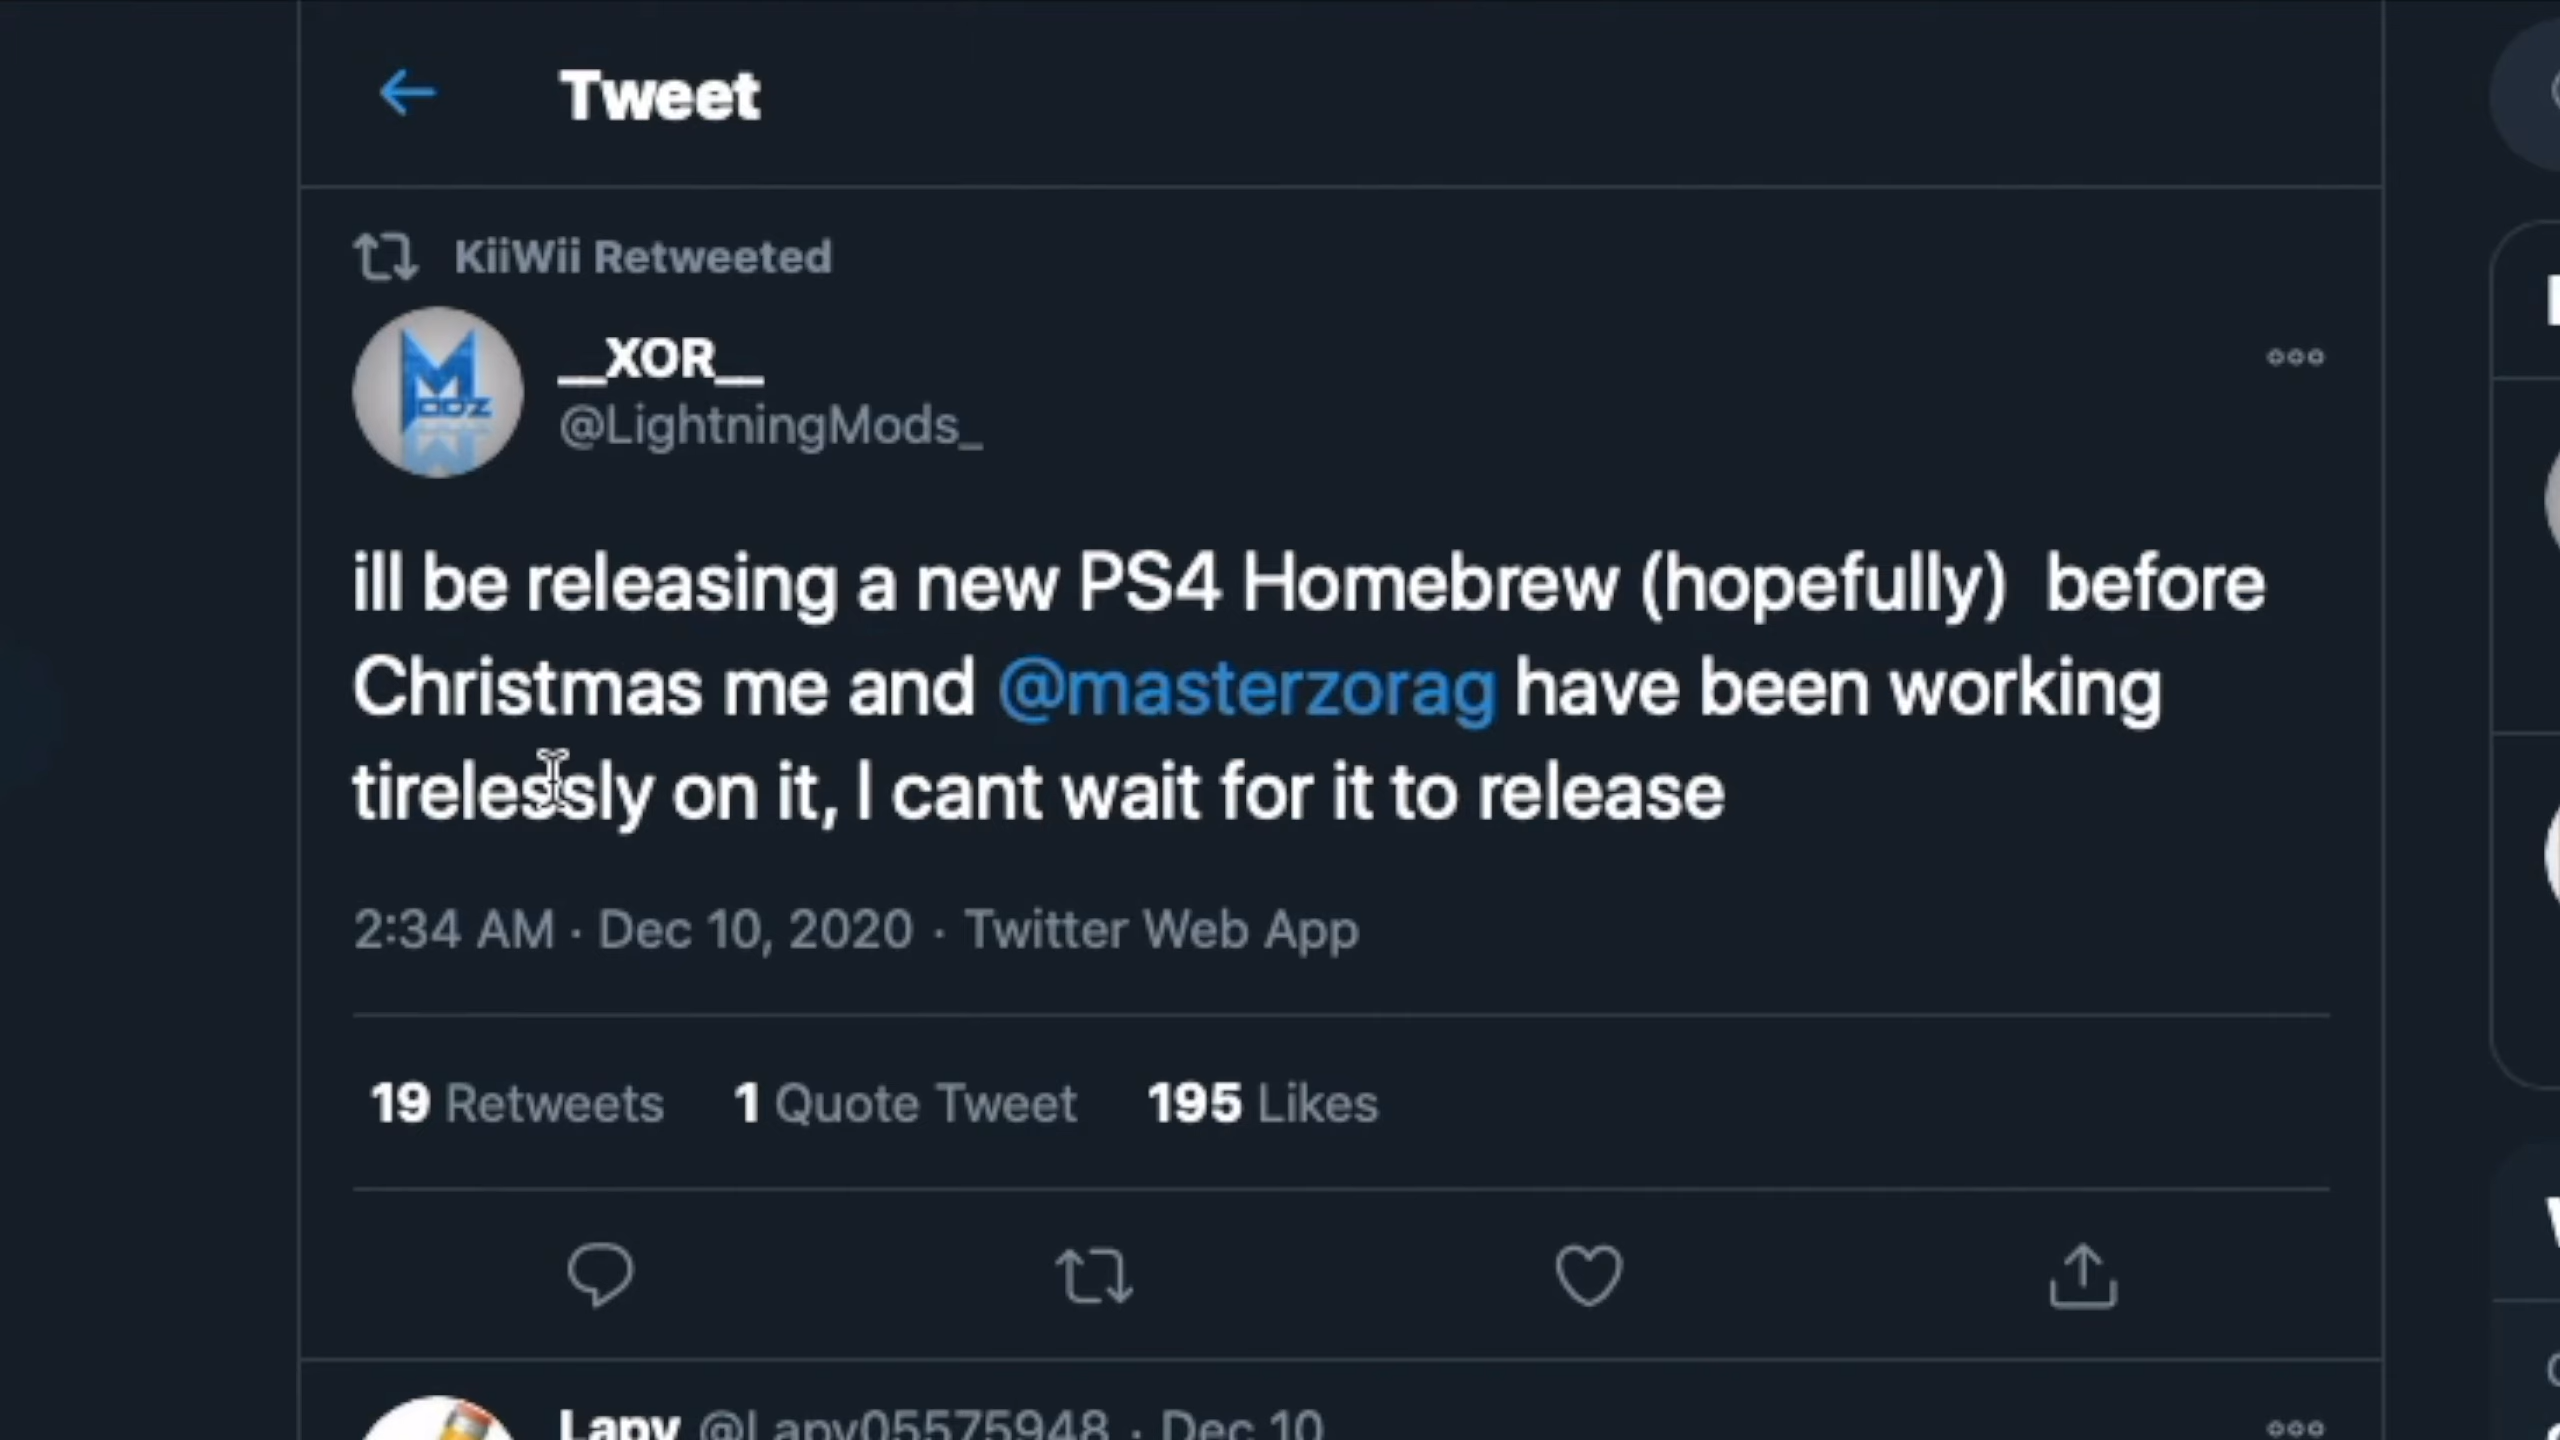 Tweet
KiiWii Retweeted
__XOR__
@LightningMods_
ill be releasing a new PS4 Homebrew (hopefully)  before
Christmas me and @masterzorag have been working
tirelessly on it, I cant wait for it to release
2:34 AM · Dec 10, 2020 · Twitter Web App
19 Retweets 1 Quote Tweet 195 Likes
Lapy @Lapy05575948 · Dec 10